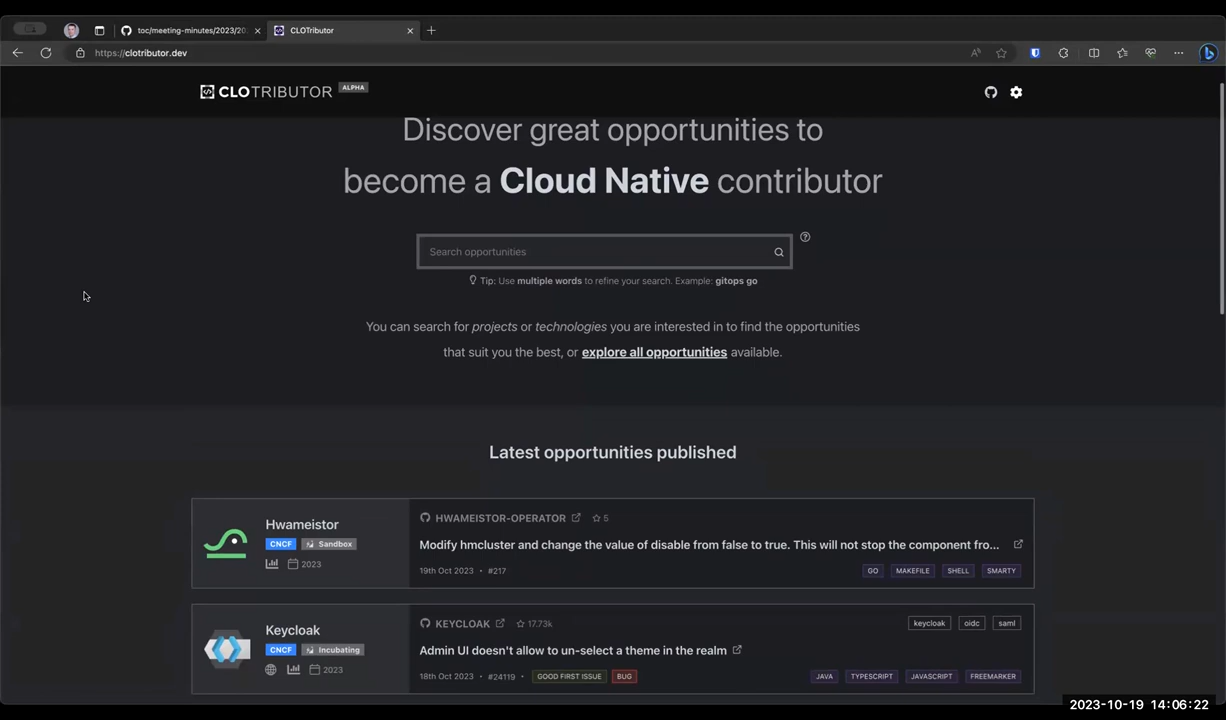 toc/meeting-minutes/2023/20
CLOTributor
https://clotributor.dev
CLOTRIBUTOR ALPHA
Discover great opportunities to
become a Cloud Native contributor
Search opportunities
Tip: Use multiple words to refine your search. Example: gitops go
You can search for projects or technologies you are interested in to find the opportunities
that suit you the best, or explore all opportunities available.
Latest opportunities published
Hwameistor
CNCF Sandbox
2023
HWAMEISTOR-OPERATOR 5
Modify hmcluster and change the value of disable from false to true. This will not stop the component fro...
19th Oct 2023 • #217
GO MAKEFILE SHELL SMARTY
Keycloak
CNCF Incubating
2023
KEYCLOAK 17.73k
keycloak oidc saml
Admin UI doesn't allow to un-select a theme in the realm
18th Oct 2023 • #24119 • GOOD FIRST ISSUE BUG
JAVA TYPESCRIPT JAVASCRIPT FREEMARKER
2023-10-19 14:06:22